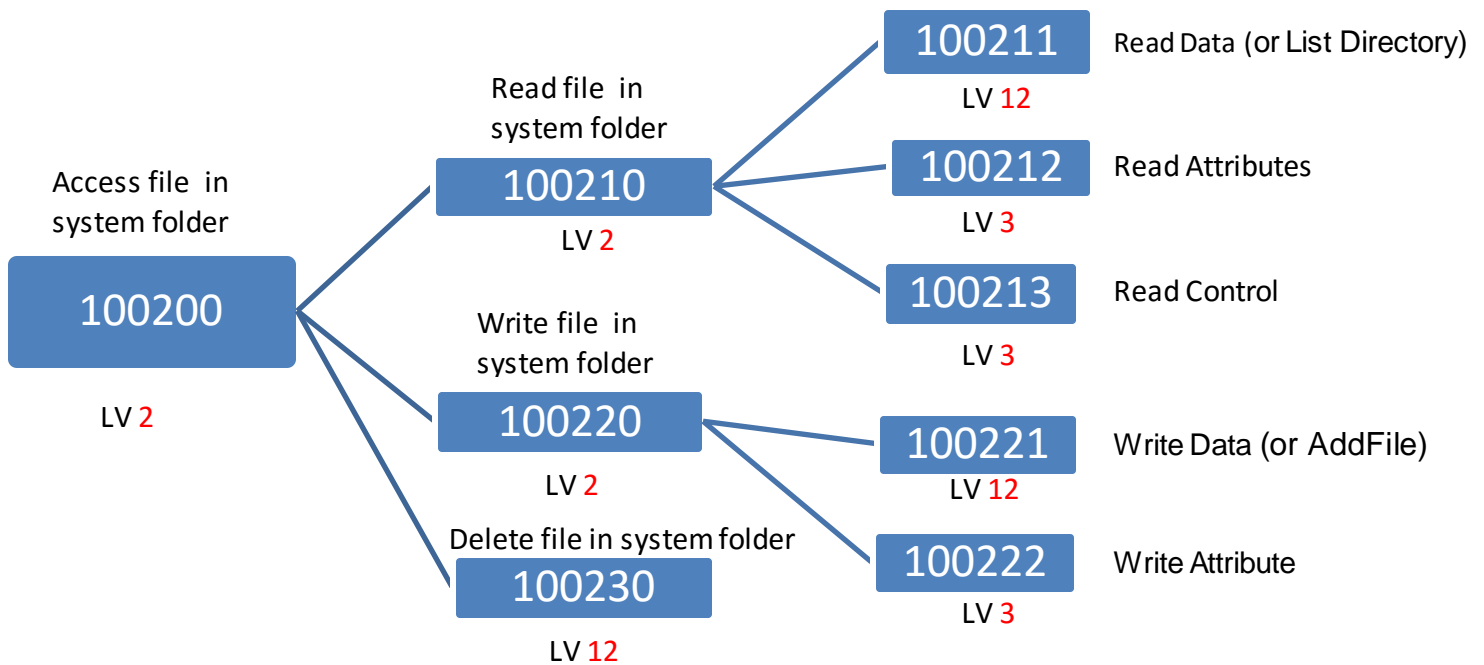 Access file in
system folder
100200
LV 2
Read file in
system folder
100210
LV 2
Write file in
system folder
100220
LV 2
Delete file in system folder
100230
LV 12
100211
Read Data (or List Directory)
LV 12
100212
Read Attributes
LV 3
100213
Read Control
LV 3
100221
Write Data (or AddFile)
LV 12
100222
Write Attribute
LV 3